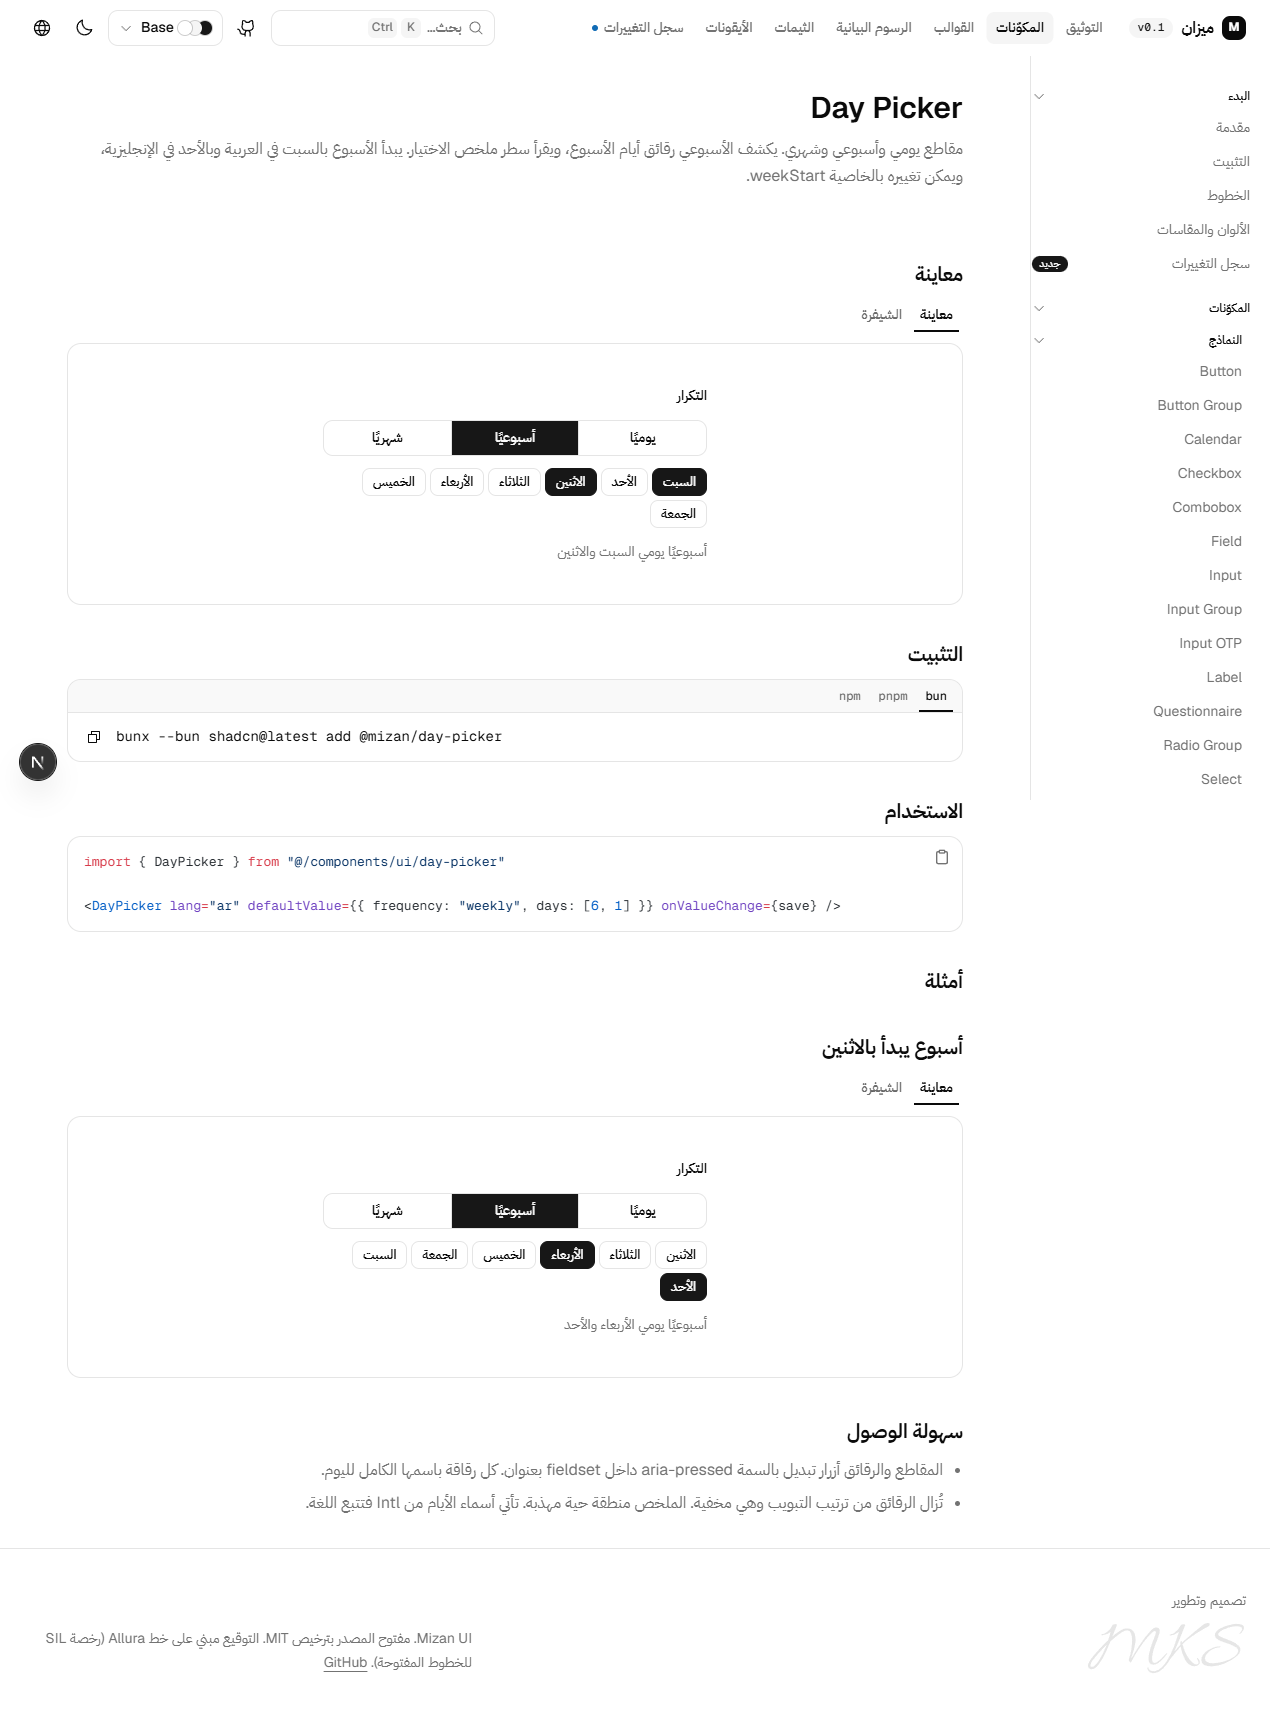 M ميزان v0.1 التوثيق المكوّنات القوالب الرسوم البيانية الثيمات الأيقونات سجل التغييرات بحث... Ctrl K Base
البدء
مقدمة
التثبيت
الخطوط
الألوان والمقاسات
سجل التغييرات جديد
المكوّنات
النماذج
Button
Button Group
Calendar
Checkbox
Combobox
Field
Input
Input Group
Input OTP
Label
Questionnaire
Radio Group
Select
Day Picker
مقاطع يومي وأسبوعي وشهري. يكشف الأسبوعي رقائق أيام الأسبوع، ويقرأ سطر ملخص الاختيار. يبدأ الأسبوع بالسبت في العربية وبالأحد في الإنجليزية،
ويمكن تغييره بالخاصية weekStart.
معاينة
معاينة الشيفرة
التكرار
يوميًا أسبوعيًا شهريًا
السبت الأحد الاثنين الثلاثاء الأربعاء الخميس
الجمعة
أسبوعيًا يومي السبت والاثنين
التثبيت
bun pnpm npm
bunx --bun shadcn@latest add @mizan/day-picker
الاستخدام
import { DayPicker } from "@/components/ui/day-picker"
<DayPicker lang="ar" defaultValue={{ frequency: "weekly", days: [6, 1] }} onValueChange={save} />
أمثلة
أسبوع يبدأ بالاثنين
معاينة الشيفرة
التكرار
يوميًا أسبوعيًا شهريًا
الاثنين الثلاثاء الأربعاء الخميس الجمعة السبت
الأحد
أسبوعيًا يومي الأربعاء والأحد
سهولة الوصول
• المقاطع والرقائق أزرار تبديل بالسمة aria-pressed داخل fieldset بعنوان. كل رقاقة باسمها الكامل لليوم.
• تُزال الرقائق من ترتيب التبويب وهي مخفية. الملخص منطقة حية مهذبة. تأتي أسماء الأيام من Intl فتتبع اللغة.
تصميم وتطوير
MKS
Mizan UI. مفتوح المصدر بترخيص MIT. التوقيع مبني على خط Allura (رخصة SIL
للخطوط المفتوحة). GitHub